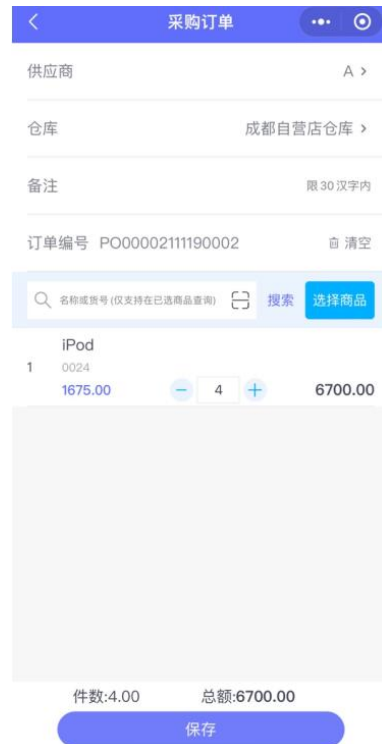 采购订单
供应商 A >
仓库 成都自营店仓库 >
备注 限30汉字内
订单编号 PO00002111190002 清空
名称或货号(仅支持在已选商品查询) 搜索 选择商品
iPod
1 0024
1675.00 − 4 + 6700.00
件数:4.00 总额:6700.00
保存